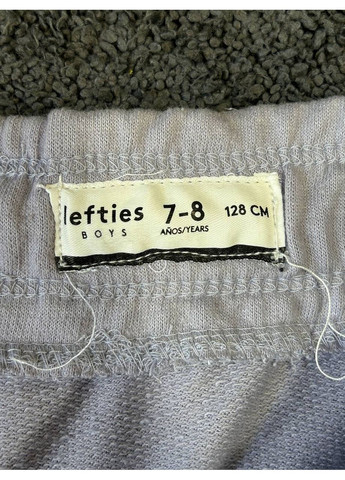 lefties 7-8 128 CM
BOYS AÑOS/YEARS